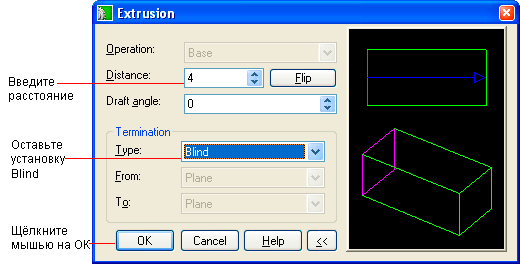 Extrusion
Operation: Base
Введите
расстояние
Distance: 4 Flip
Draft angle: 0
Оставьте
установку
Blind
Termination
Type: Blind
From: Plane
To: Plane
Щёлкните
мышью на ОК
OK Cancel Help <<